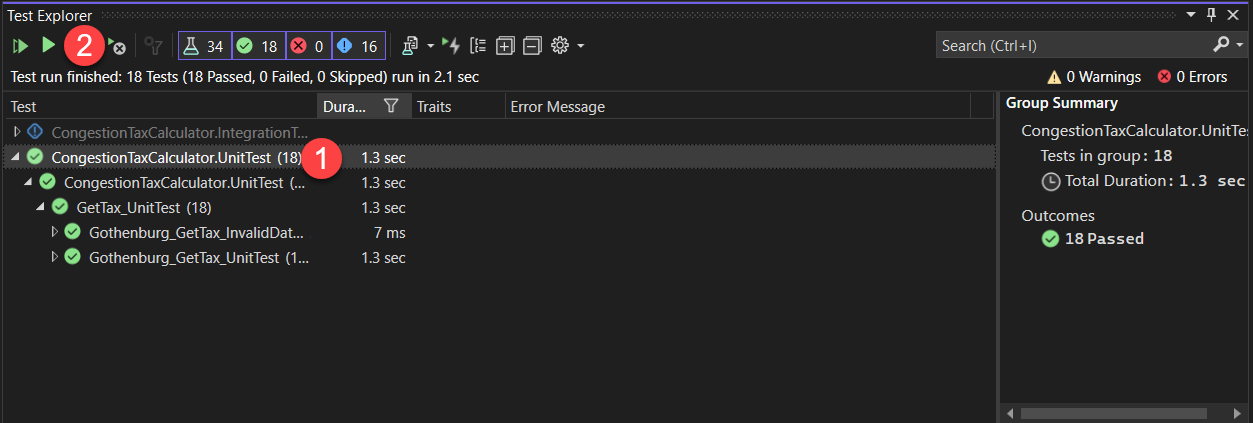 Test Explorer
2
34 18 0 16
Search (Ctrl+I)
Test run finished: 18 Tests (18 Passed, 0 Failed, 0 Skipped) run in 2.1 sec
0 Warnings 0 Errors
Test Dura... Traits Error Message
Group Summary
CongestionTaxCalculator.IntegrationT...
CongestionTaxCalculator.UnitTe
CongestionTaxCalculator.UnitTest (18) 1 1.3 sec
Tests in group: 18
CongestionTaxCalculator.UnitTest (... 1.3 sec
Total Duration: 1.3 sec
GetTax_UnitTest (18) 1.3 sec
Outcomes
Gothenburg_GetTax_InvalidDat... 7 ms
18 Passed
Gothenburg_GetTax_UnitTest (1... 1.3 sec